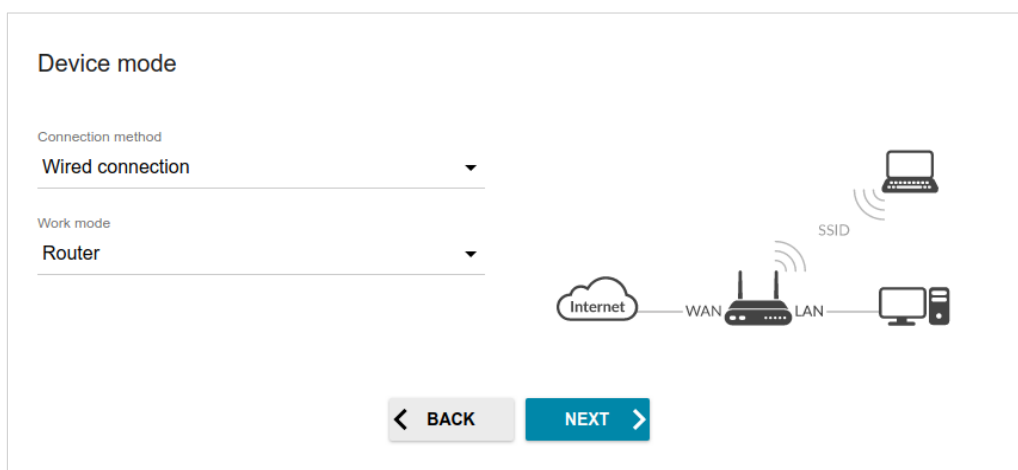 Device mode
Connection method
Wired connection
Work mode
Router
SSID
Internet
WAN
LAN
BACK
NEXT